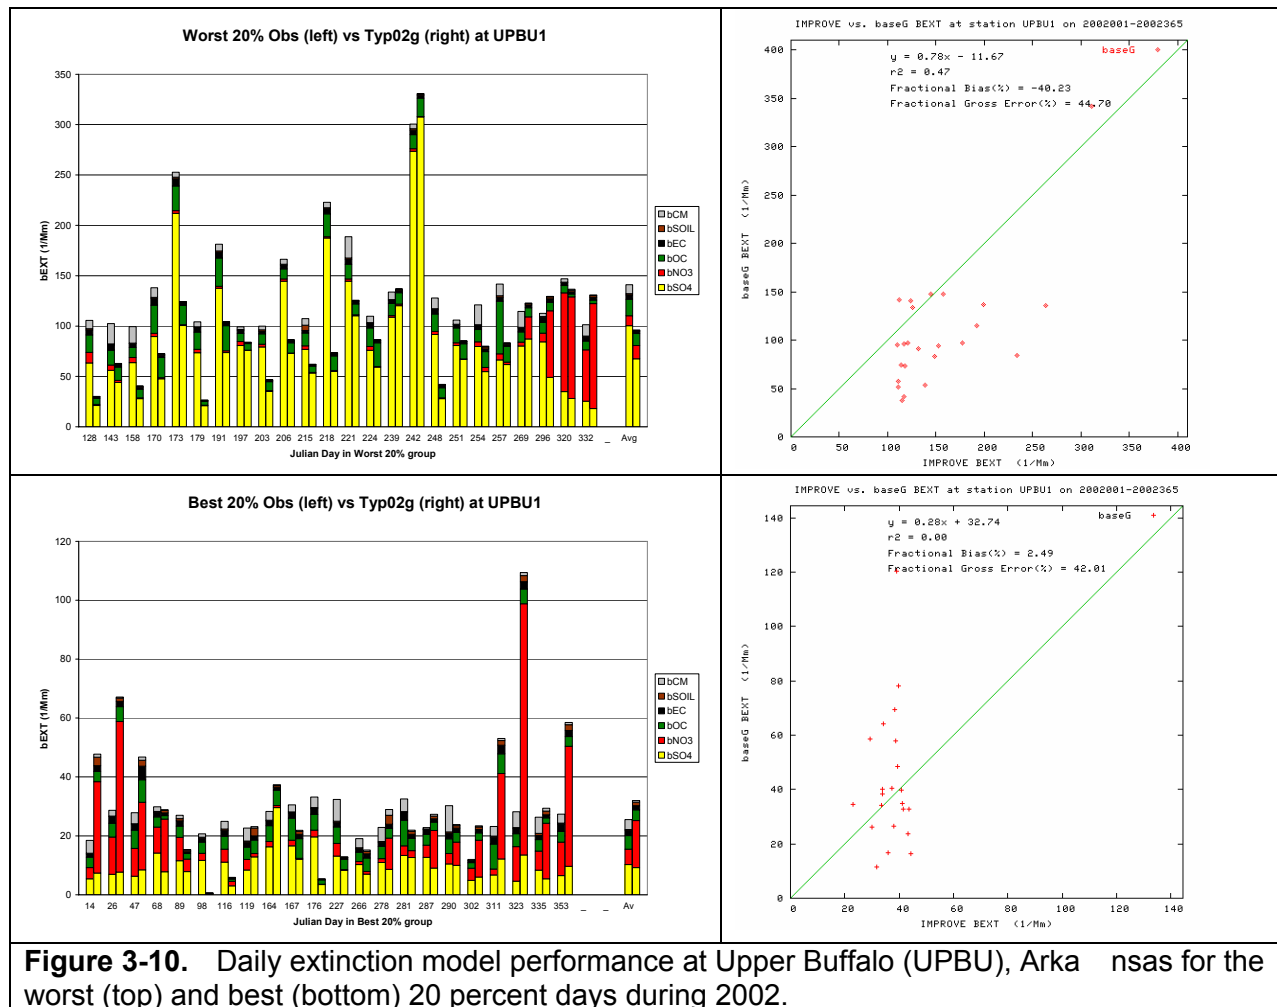 Worst 20% Obs (left) vs Typ02g (right) at UPBU1
350
300
250
200
150
100
50
0
bEXT (1/Mm)
128 143 158 170 173 179 191 197 203 206 215 218 221 224 239 242 248 251 254 257 269 296 320 332 _ Avg
Julian Day in Worst 20% group
bCM
bSOIL
bEC
bOC
bNO3
bSO4
IMPROVE vs. baseG BEXT at station UPBU1 on 2002001-2002365
baseG
y = 0.78x - 11.67
r2 = 0.47
Fractional Bias(%) = -40.23
Fractional Gross Error(%) = 44.70
400
350
300
250
200
150
100
50
0
baseG BEXT (1/Mm)
0 50 100 150 200 250 300 350 400
IMPROVE BEXT (1/Mm)
Best 20% Obs (left) vs Typ02g (right) at UPBU1
120
100
80
60
40
20
0
bEXT (1/Mm)
14 26 47 68 89 98 116 119 164 167 176 227 266 278 281 287 290 302 311 323 335 353 _ _ Av
Julian Day in Best 20% group
bCM
bSOIL
bEC
bOC
bNO3
bSO4
IMPROVE vs. baseG BEXT at station UPBU1 on 2002001-2002365
baseG
y = 0.28x + 32.74
r2 = 0.00
Fractional Bias(%) = 2.49
Fractional Gross Error(%) = 42.01
140
120
100
80
60
40
20
0
baseG BEXT (1/Mm)
0 20 40 60 80 100 120 140
IMPROVE BEXT (1/Mm)
Figure 3-10. Daily extinction model performance at Upper Buffalo (UPBU), Arka nsas for the
worst (top) and best (bottom) 20 percent days during 2002.